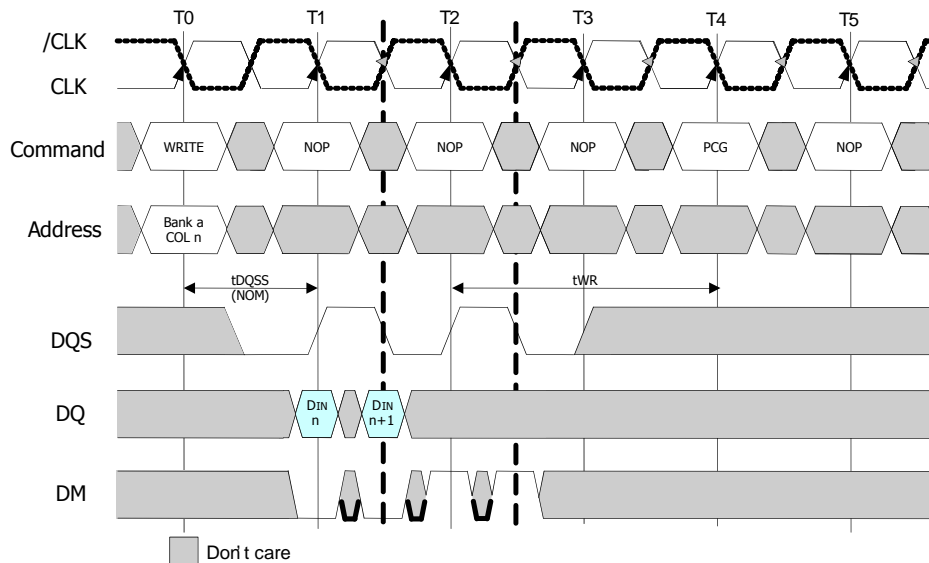 T0 T1 T2 T3 T4 T5
/CLK
CLK
Command WRITE NOP NOP NOP PCG NOP
Address Bank a
COL n
tDQSS
(NOM)
tWR
DQS
DQ DIN
n
DIN
n+1
DM
Don't care